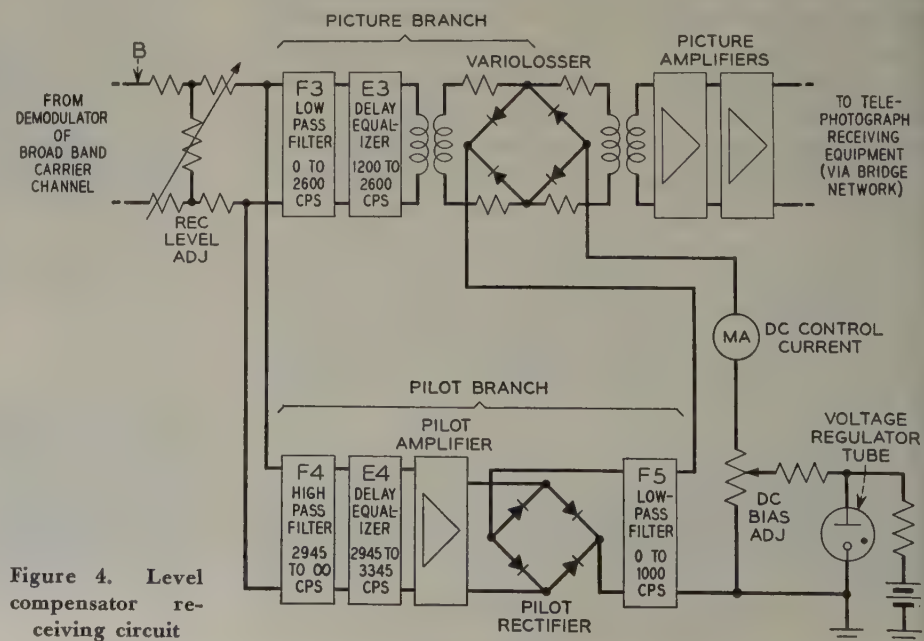 PICTURE BRANCH
B
VARIOLOSSER
PICTURE
AMPLIFIERS
FROM
DEMODULATOR
OF
BROAD BAND
CARRIER
CHANNEL
REC
LEVEL
ADJ
F3
LOW
PASS
FILTER
0 TO
2600
CPS
E3
DELAY
EQUAL-
IZER
1200 TO
2600
CPS
TO TELE-
PHOTOGRAPH
RECEIVING
EQUIPMENT
(VIA BRIDGE
NETWORK)
MA
DC CONTROL
CURRENT
PILOT BRANCH
PILOT
AMPLIFIER
F4
HIGH
PASS
FILTER
2945
TO ∞
CPS
E4
DELAY
EQUAL-
IZER
2945 TO
3345
CPS
PILOT
RECTIFIER
F5
LOW-
PASS
FILTER
0 TO
1000
CPS
DC
BIAS
ADJ
VOLTAGE
REGULATOR
TUBE
Figure 4. Level
compensator re-
ceiving circuit